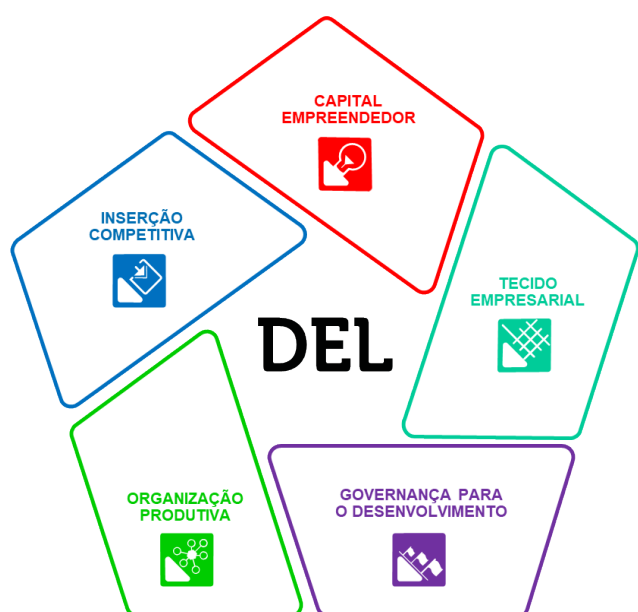 CAPITAL
EMPREENDEDOR
INSERÇÃO
COMPETITIVA
TECIDO
EMPRESARIAL
DEL
ORGANIZAÇÃO
PRODUTIVA
GOVERNANÇA PARA
O DESENVOLVIMENTO